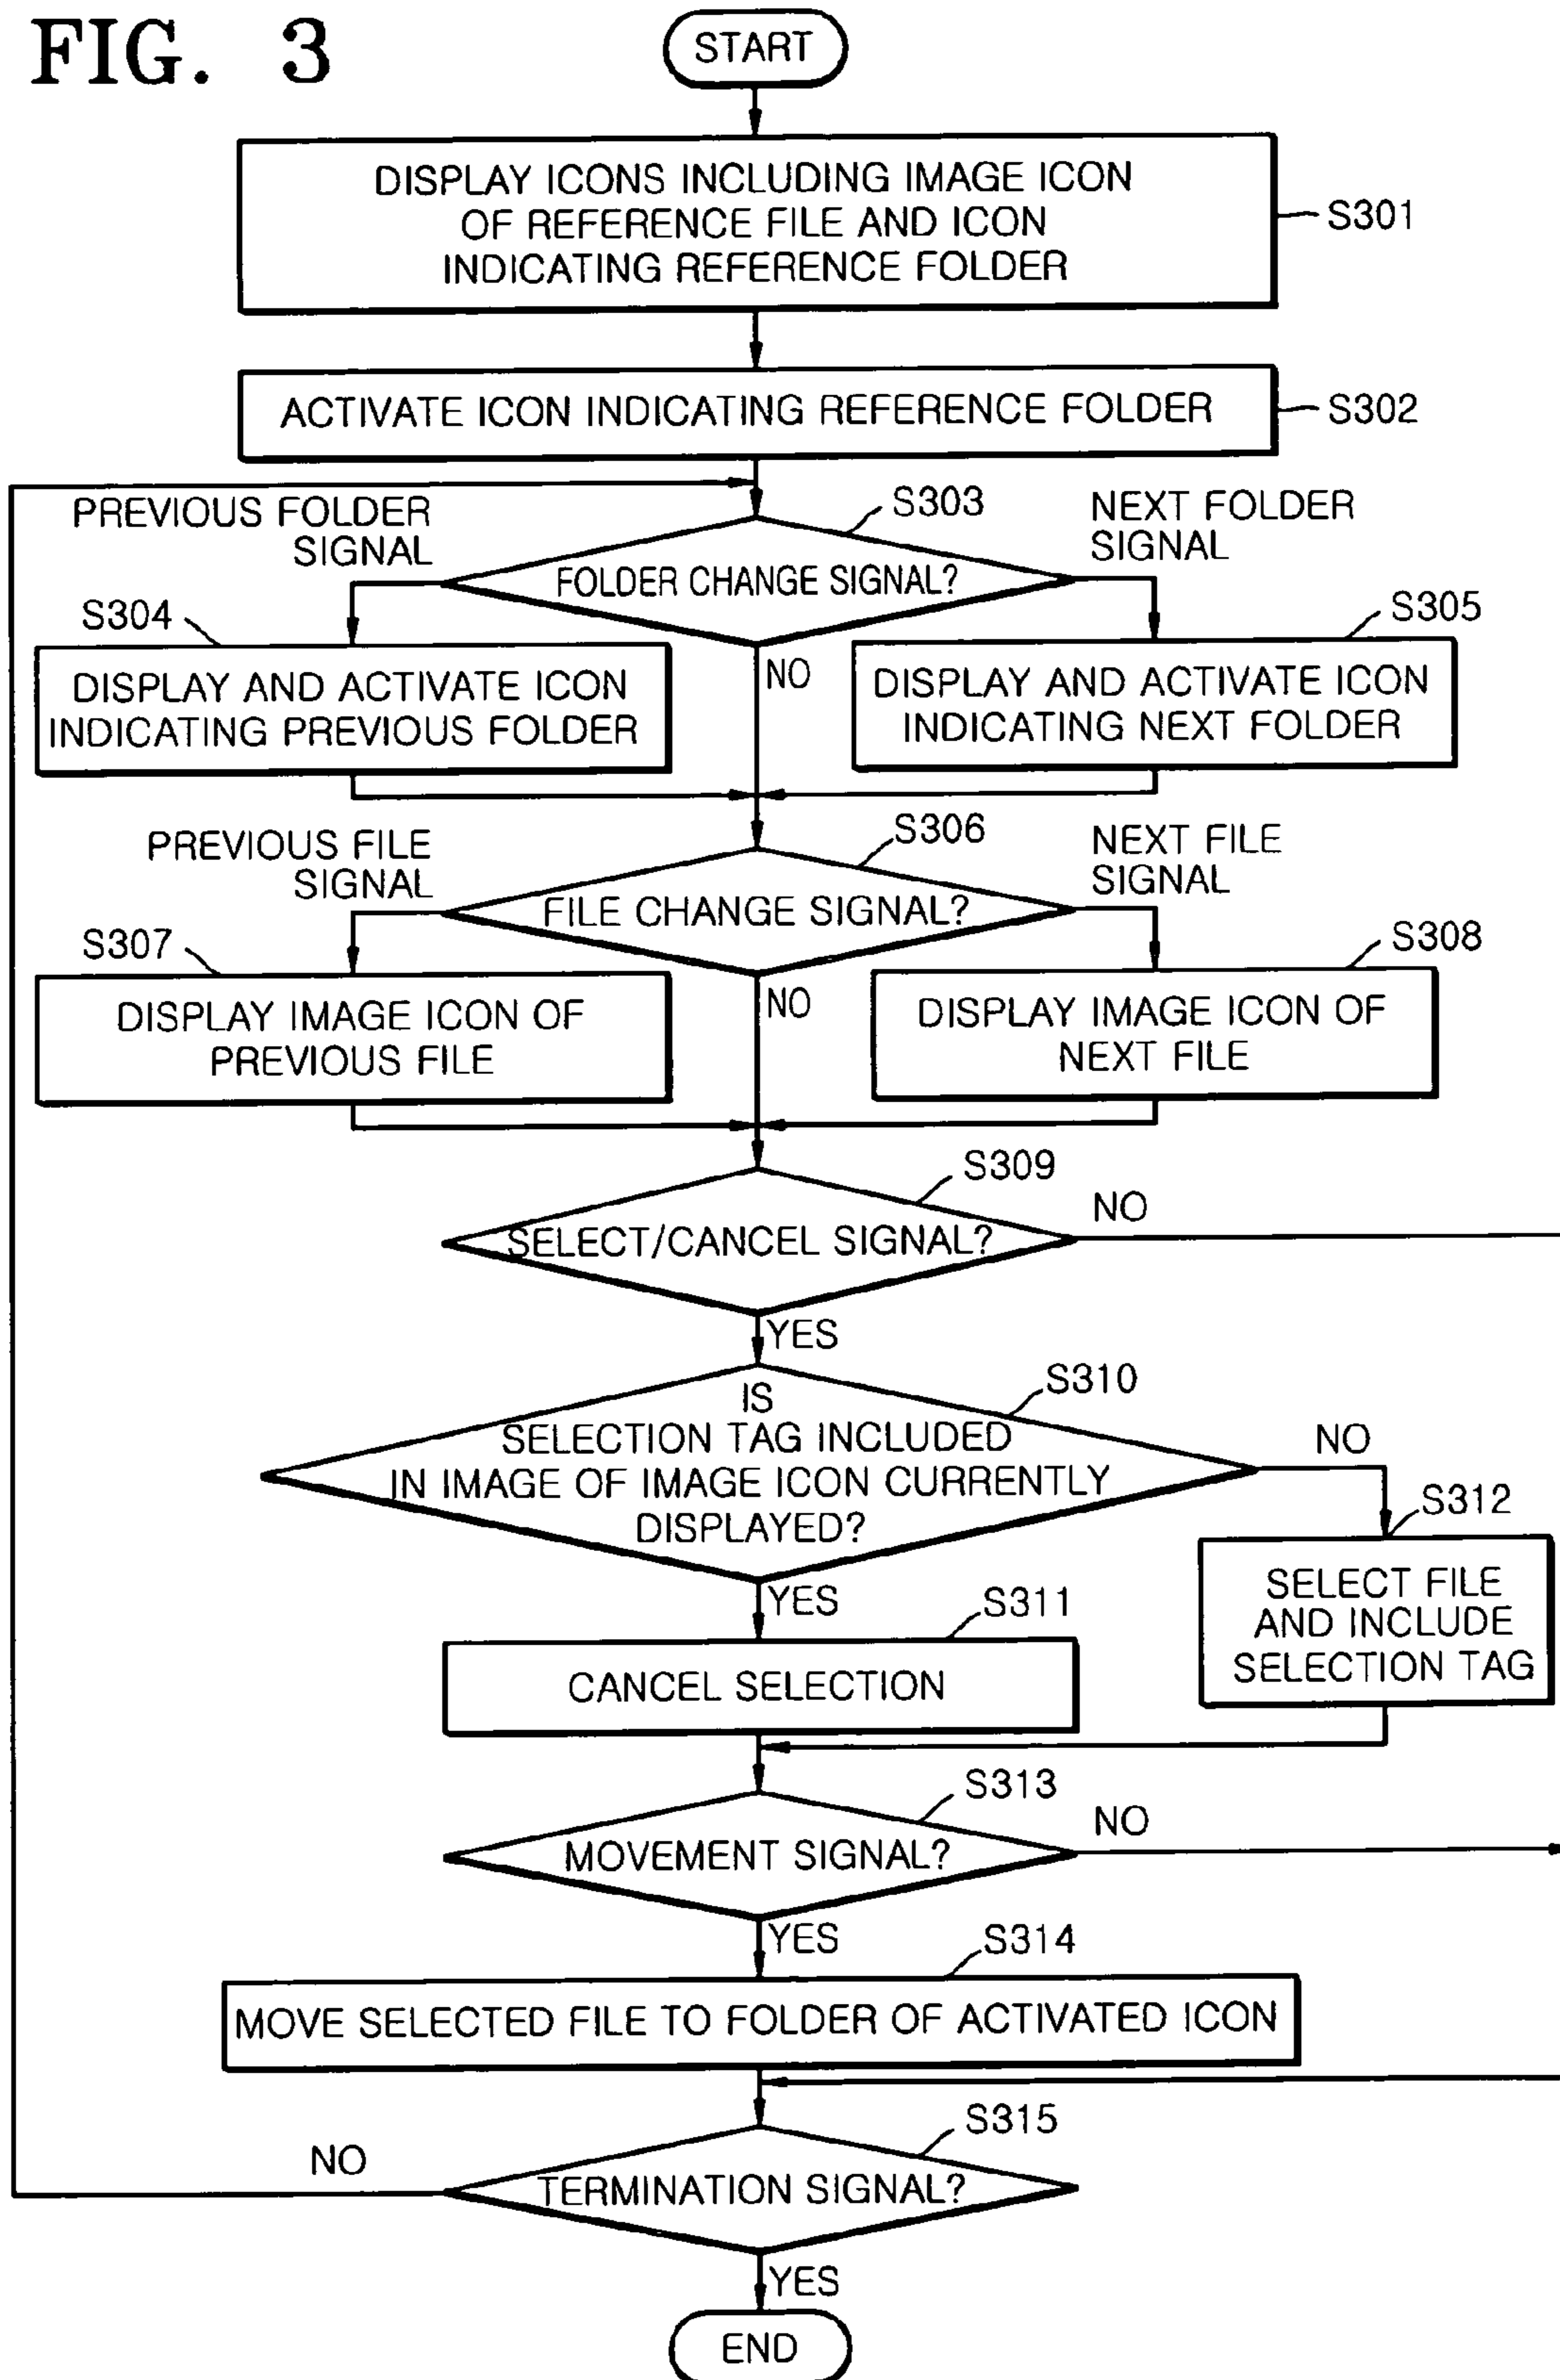 FIG. 3
START
DISPLAY ICONS INCLUDING IMAGE ICON
OF REFERENCE FILE AND ICON
INDICATING REFERENCE FOLDER
S301
ACTIVATE ICON INDICATING REFERENCE FOLDER
S302
PREVIOUS FOLDER
SIGNAL
S303
NEXT FOLDER
SIGNAL
FOLDER CHANGE SIGNAL?
S304
S305
DISPLAY AND ACTIVATE ICON
INDICATING PREVIOUS FOLDER
NO
DISPLAY AND ACTIVATE ICON
INDICATING NEXT FOLDER
PREVIOUS FILE
SIGNAL
S306
NEXT FILE
SIGNAL
FILE CHANGE SIGNAL?
S307
S308
DISPLAY IMAGE ICON OF
PREVIOUS FILE
NO
DISPLAY IMAGE ICON OF
NEXT FILE
S309
NO
SELECT/CANCEL SIGNAL?
YES
S310
IS
SELECTION TAG INCLUDED
IN IMAGE OF IMAGE ICON CURRENTLY
DISPLAYED?
NO
S312
YES
S311
SELECT FILE
AND INCLUDE
SELECTION TAG
CANCEL SELECTION
S313
NO
MOVEMENT SIGNAL?
YES
S314
MOVE SELECTED FILE TO FOLDER OF ACTIVATED ICON
S315
NO
TERMINATION SIGNAL?
YES
END